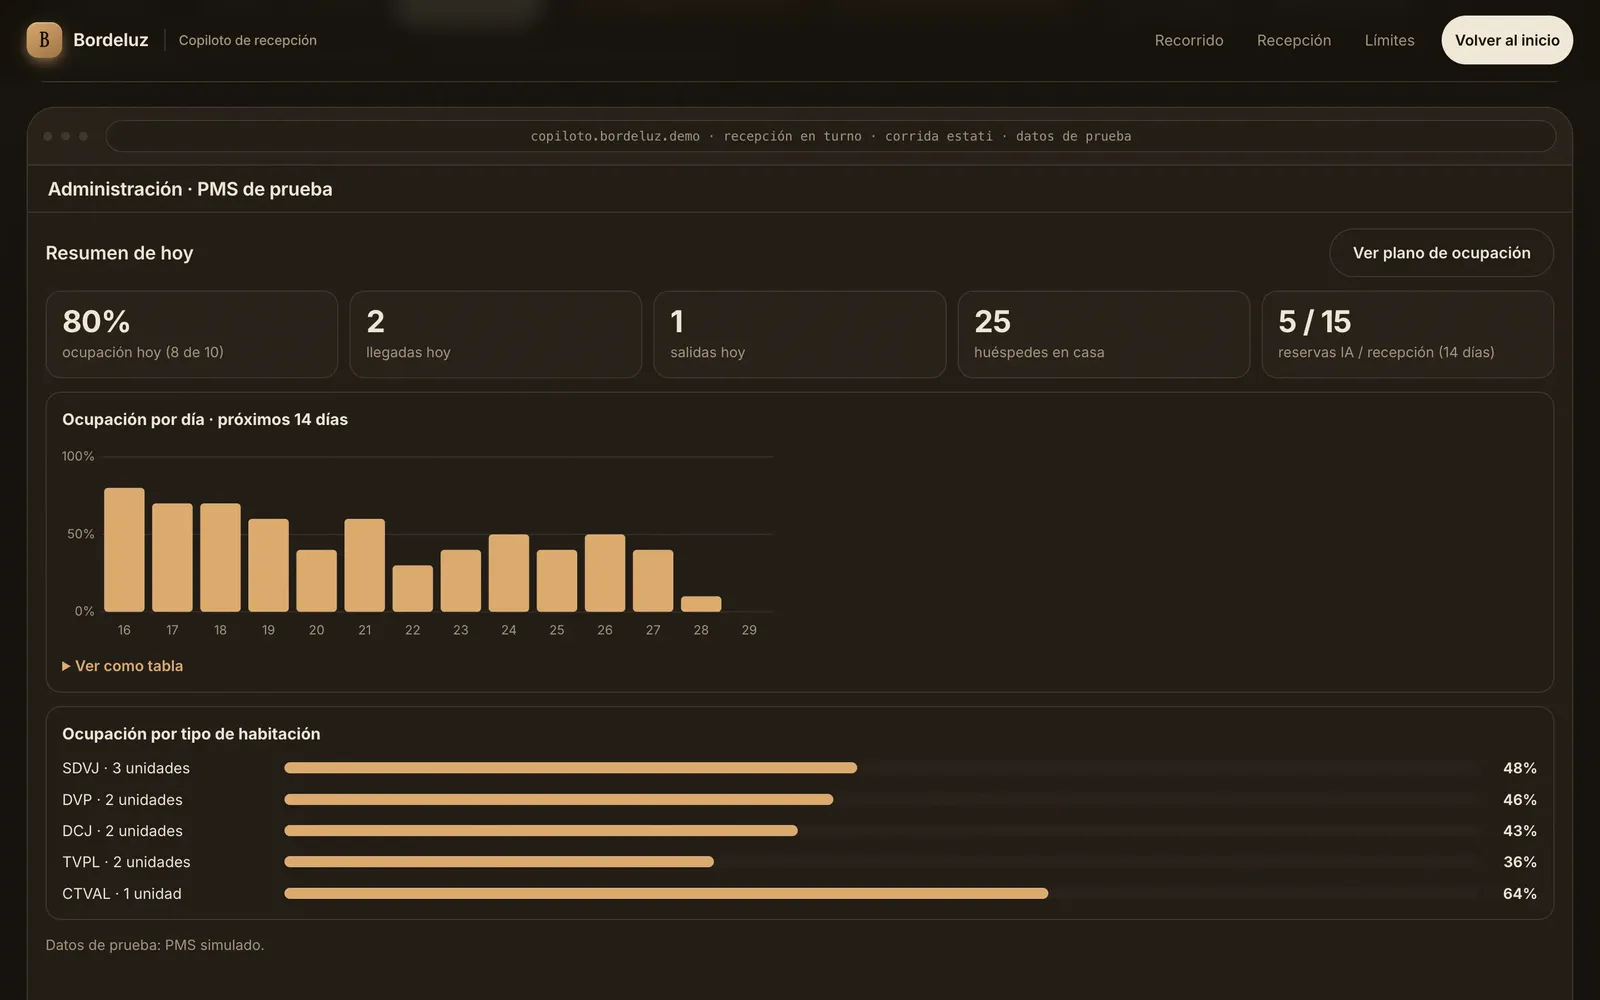 B Bordeluz Copiloto de recepción Recorrido Recepción Límites Volver al inicio
copiloto.bordeluz.demo · recepción en turno · corrida estati · datos de prueba
Administración · PMS de prueba
Resumen de hoy Ver plano de ocupación
80% 2 1 25 5 / 15
ocupación hoy (8 de 10) llegadas hoy salidas hoy huéspedes en casa reservas IA / recepción (14 días)
Ocupación por día · próximos 14 días
100%
50%
0%
16 17 18 19 20 21 22 23 24 25 26 27 28 29
Ver como tabla
Ocupación por tipo de habitación
SDVJ · 3 unidades 48%
DVP · 2 unidades 46%
DCJ · 2 unidades 43%
TVPL · 2 unidades 36%
CTVAL · 1 unidad 64%
Datos de prueba: PMS simulado.